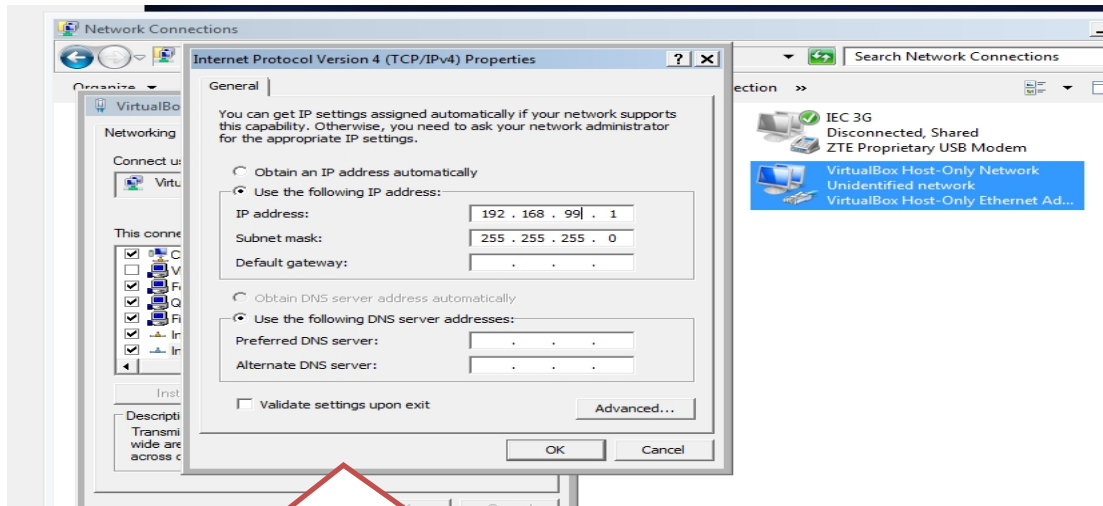 Network Connections
Search Network Connections
Organize
ection »
Internet Protocol Version 4 (TCP/IPv4) Properties
General
You can get IP settings assigned automatically if your network supports
this capability. Otherwise, you need to ask your network administrator
for the appropriate IP settings.
Obtain an IP address automatically
Use the following IP address:
IP address: 192 . 168 . 99 . 1
Subnet mask: 255 . 255 . 255 . 0
Default gateway: . . .
Obtain DNS server address automatically
Use the following DNS server addresses:
Preferred DNS server: . . .
Alternate DNS server: . . .
Validate settings upon exit
Advanced...
OK
Cancel
VirtualBo
Networking
Connect u
Virtu
This conne
C
V
F
Q
Fi
In
In
Inst
Descripti
Transmi
wide are
across
IEC 3G
Disconnected, Shared
ZTE Proprietary USB Modem
VirtualBox Host-Only Network
Unidentified network
VirtualBox Host-Only Ethernet Ad...